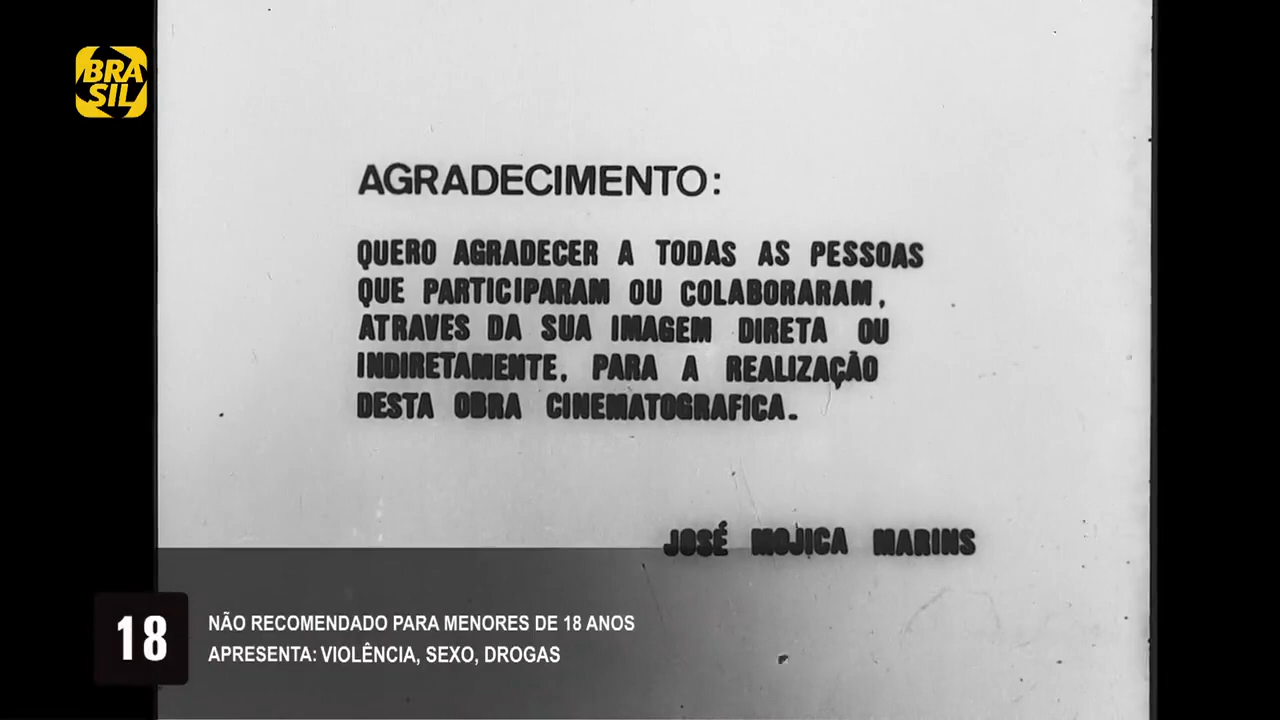 BRA
SIL
AGRADECIMENTO:
QUERO AGRADECER A TODAS AS PESSOAS
QUE PARTICIPARAM OU COLABORARAM,
ATRAVES DA SUA IMAGEM DIRETA OU
INDIRETAMENTE, PARA A REALIZAÇÃO
DESTA OBRA CINEMATOGRAFICA.
JOSÉ MOJICA MARINS
18
NÃO RECOMENDADO PARA MENORES DE 18 ANOS
APRESENTA: VIOLÊNCIA, SEXO, DROGAS